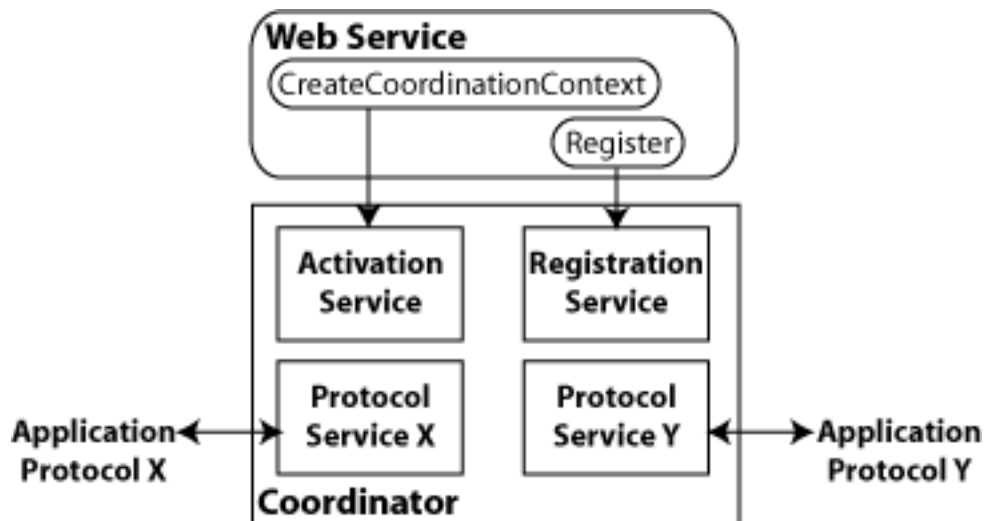 Web Service
CreateCoordinationContext
Register
Activation
Service
Registration
Service
Protocol
Service X
Protocol
Service Y
Application
Protocol X
Application
Protocol Y
Coordinator